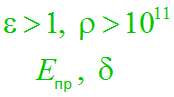 ε > 1, ρ > 10¹¹
Eпр , δ